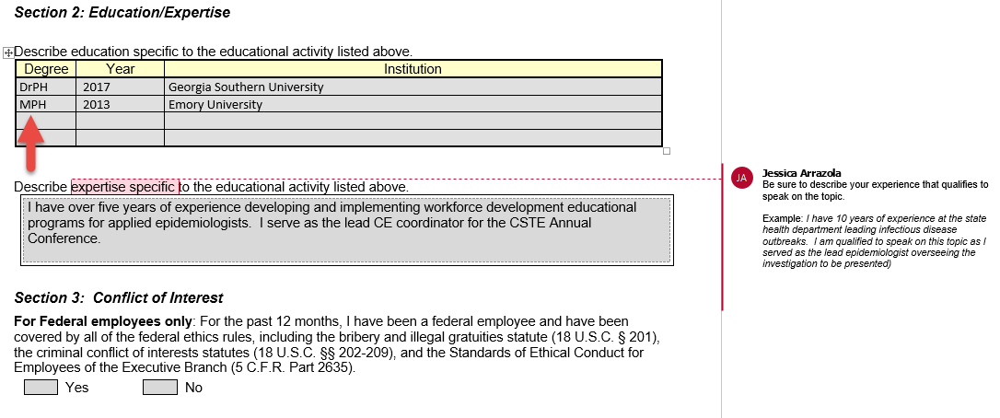 Section 2: Education/Expertise
Describe education specific to the educational activity listed above.
Degree Year Institution
DrPH 2017 Georgia Southern University
MPH 2013 Emory University
Describe expertise specific to the educational activity listed above.
I have over five years of experience developing and implementing workforce development educational
programs for applied epidemiologists.  I serve as the lead CE coordinator for the CSTE Annual
Conference.
Section 3:  Conflict of Interest
For Federal employees only: For the past 12 months, I have been a federal employee and have been
covered by all of the federal ethics rules, including the bribery and illegal gratuities statute (18 U.S.C. § 201),
the criminal conflict of interests statutes (18 U.S.C. §§ 202-209), and the Standards of Ethical Conduct for
Employees of the Executive Branch (5 C.F.R. Part 2635).
Yes No
JA Jessica Arrazola
Be sure to describe your experience that qualifies to
speak on the topic.
Example: I have 10 years of experience at the state
health department leading infectious disease
outbreaks.  I am qualified to speak on this topic as I
served as the lead epidemiologist overseeing the
investigation to be presented)